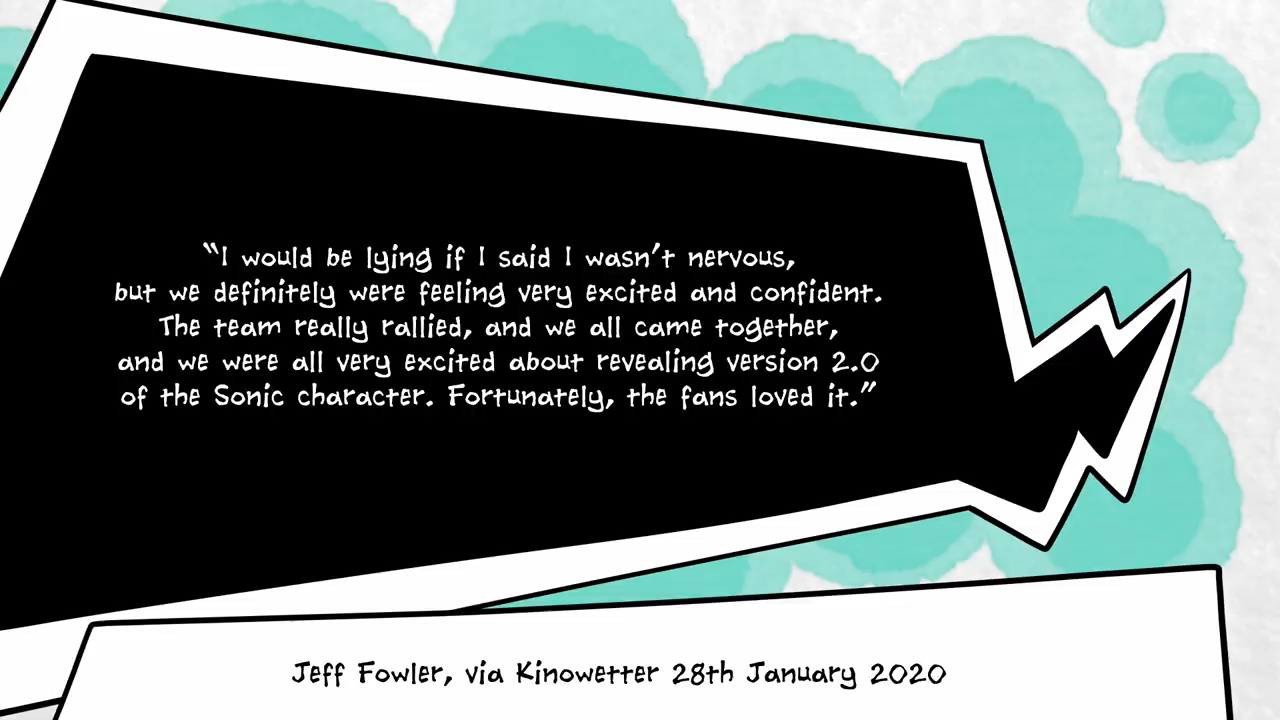 “I would be lying if I said I wasn’t nervous,
but we definitely were feeling very excited and confident.
The team really rallied, and we all came together,
and we were all very excited about revealing version 2.0
of the Sonic character. Fortunately, the fans loved it.”
Jeff Fowler, via Kinowetter 28th January 2020